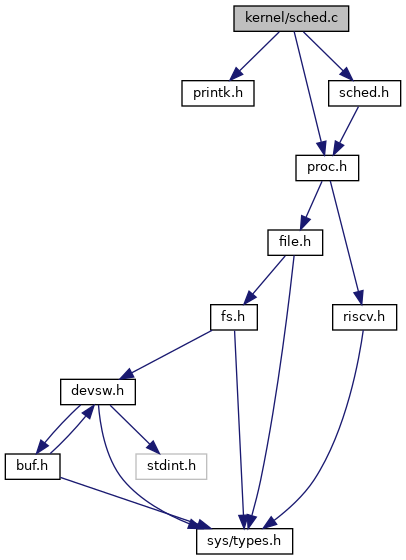 kernel/sched.c
printk.h
sched.h
proc.h
file.h
fs.h
riscv.h
devsw.h
buf.h
stdint.h
sys/types.h